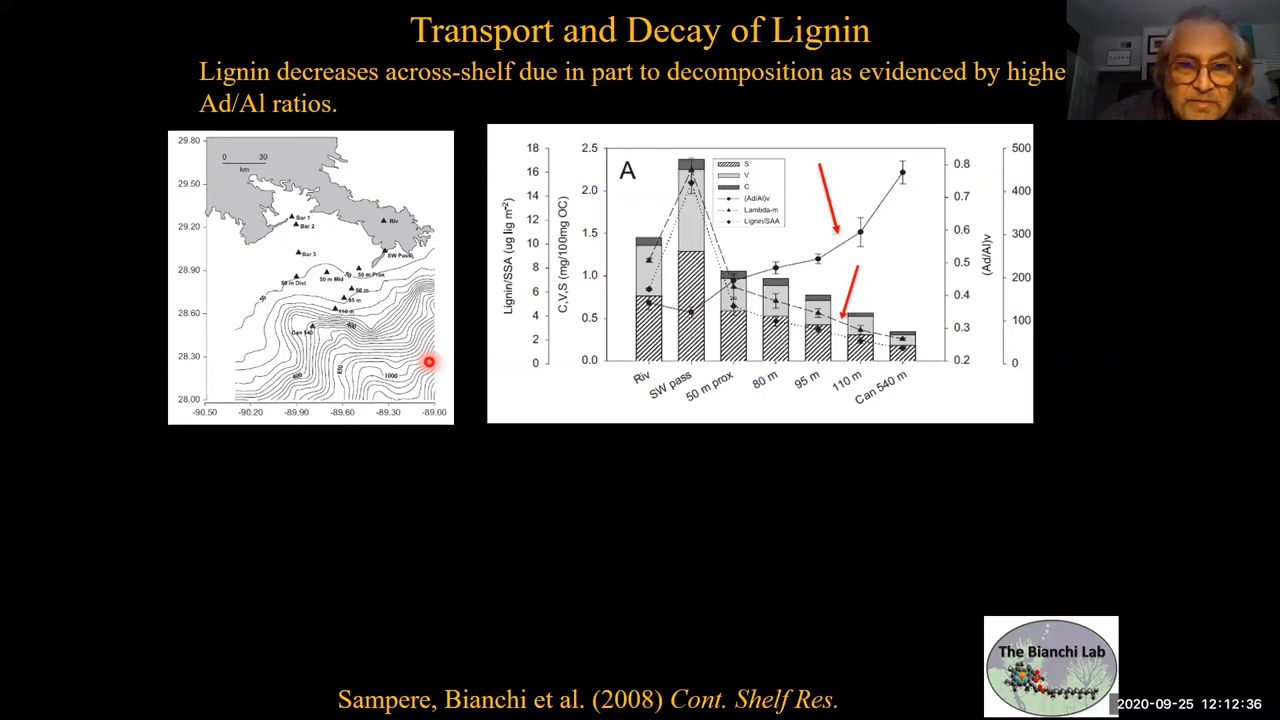 Transport and Decay of Lignin
Lignin decreases across-shelf due in part to decomposition as evidenced by highe
Ad/Al ratios.
29.80
29.50
29.20
28.90
28.60
28.30
28.00
-90.50 -90.20 -89.90 -89.60 -89.30 -89.00
0 30
km
Bar 1
Bar 2
Riv
Bar 3
SW Pass
50 m Dist
50 m Mid
50 m Prox
50
95 m
110 m
Can 540
1000
A
S
V
C
(Ad/Al)v
Lambda-m
Lignin/SAA
Lignin/SSA (ug lig m-2)
18
16
14
12
10
8
6
4
2
0
C,V,S (mg/100mg OC)
2.5
2.0
1.5
1.0
0.5
0.0
0.8
0.7
0.6
0.5
0.4
0.3
0.2
(Ad/Al)v
500
400
300
200
100
0
Riv SW pass 50 m prox 80 m 95 m 110 m Can 540 m
The Bianchi Lab
Sampere, Bianchi et al. (2008) Cont. Shelf Res.
2020-09-25 12:12:36